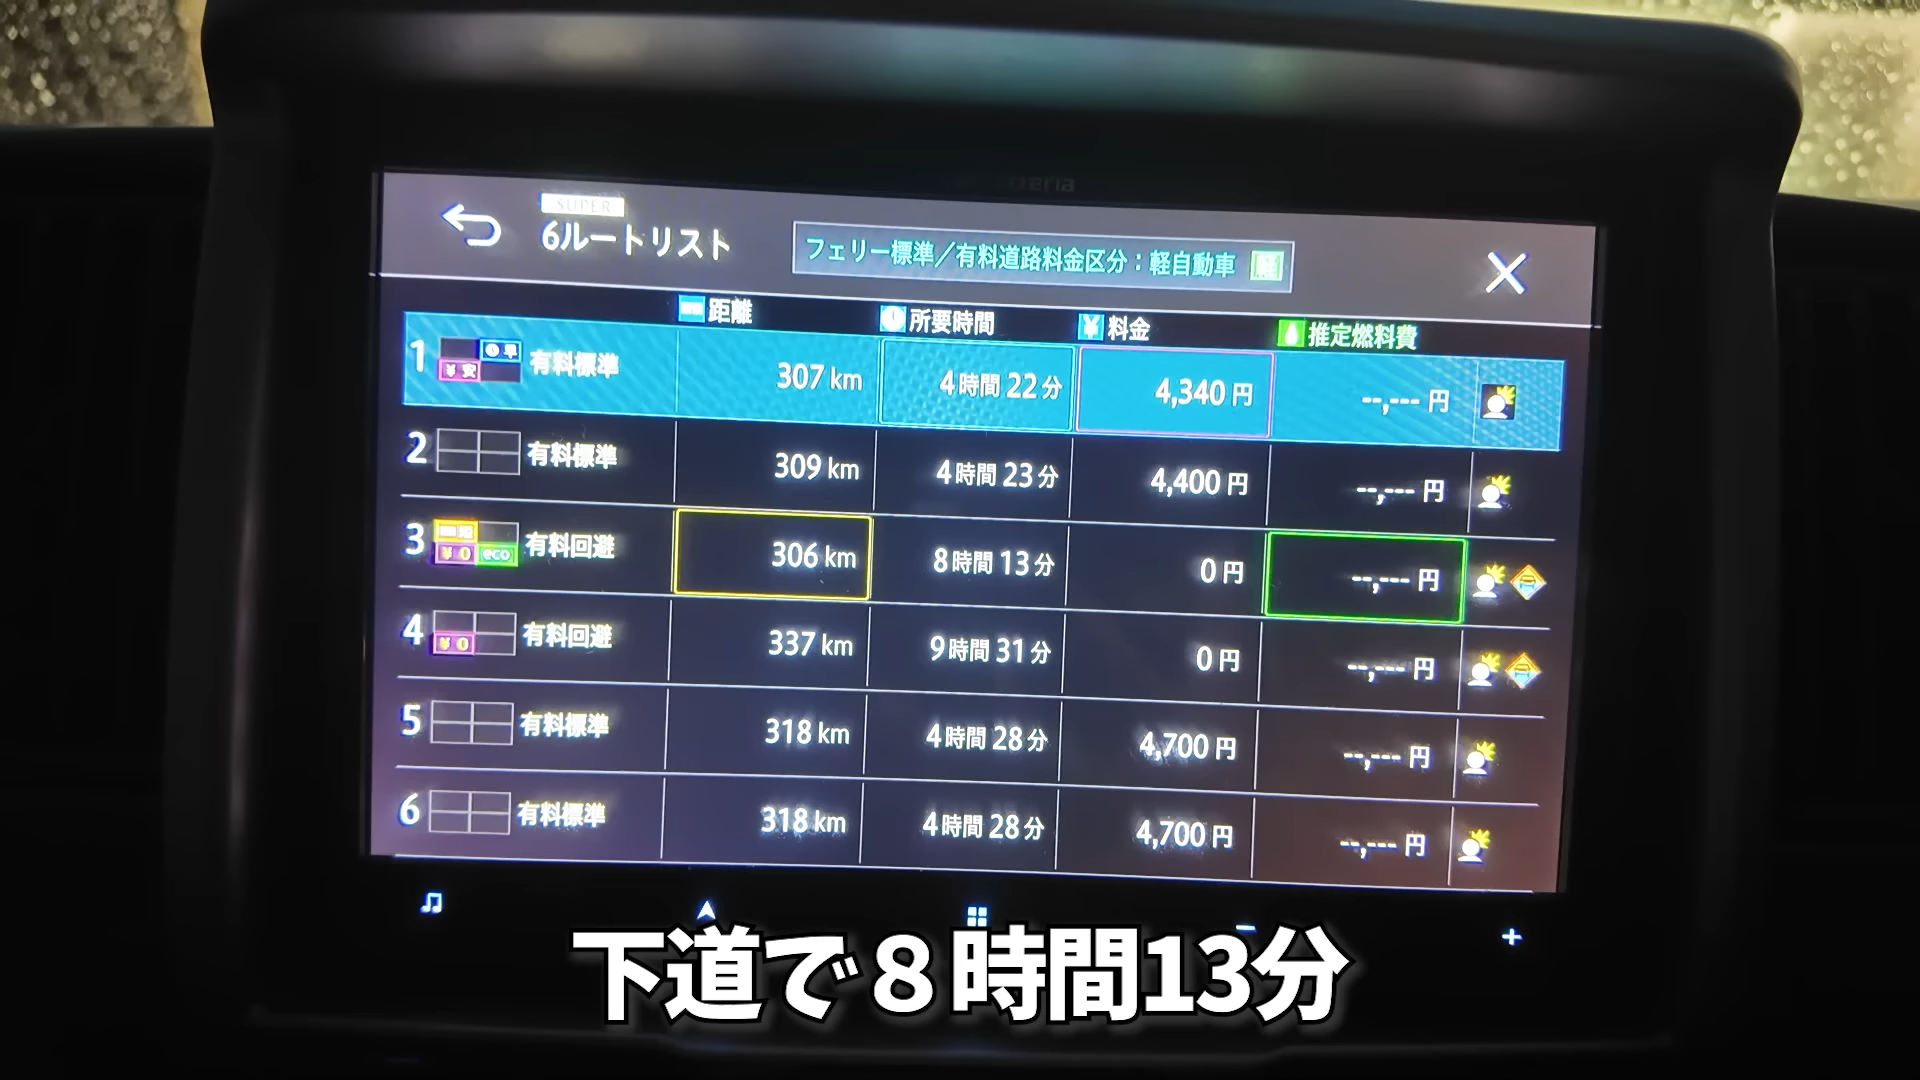 SUPER
6ルートリスト
フェリー標準／有料道路料金区分：軽自動車 軽
距離 所要時間 ¥ 料金 推定燃料費
1 早 ¥安 有料標準 307 km 4時間 22分 4,340 円 --,--- 円
2 有料標準 309 km 4時間 23分 4,400 円 --,--- 円
3 ¥0 eco 有料回避 306 km 8時間 13分 0 円 --,--- 円
4 ¥0 有料回避 337 km 9時間 31分 0 円 --,--- 円
5 有料標準 318 km 4時間 28分 4,700 円 --,--- 円
6 有料標準 318 km 4時間 28分 4,700 円 --,--- 円
下道で８時間13分